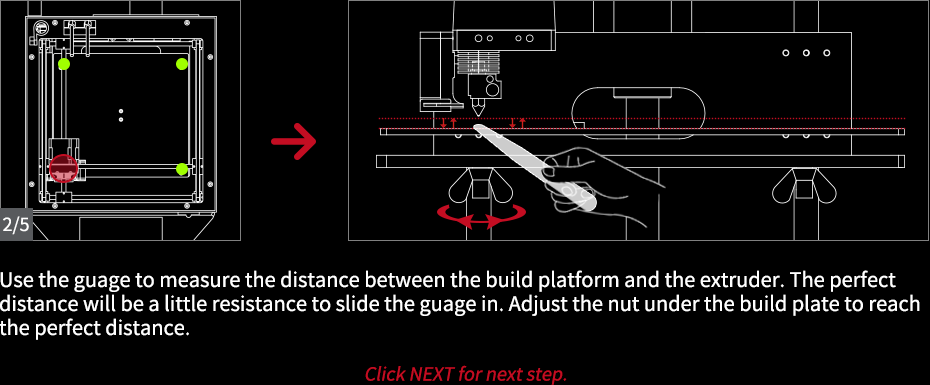 2/5
Use the guage to measure the distance between the build platform and the extruder. The perfect
distance will be a little resistance to slide the guage in. Adjust the nut under the build plate to reach
the perfect distance.
Click NEXT for next step.